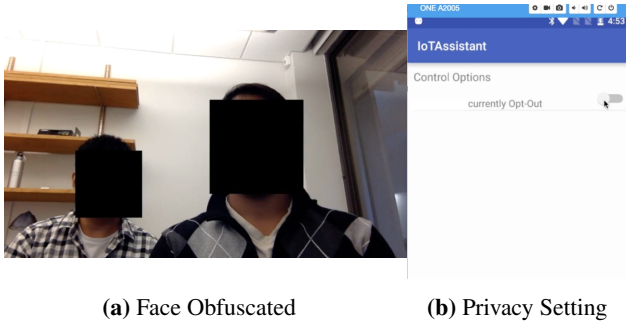 ONE A2005
4:53
IoTAssistant
Control Options
currently Opt-Out
(a) Face Obfuscated
(b) Privacy Setting